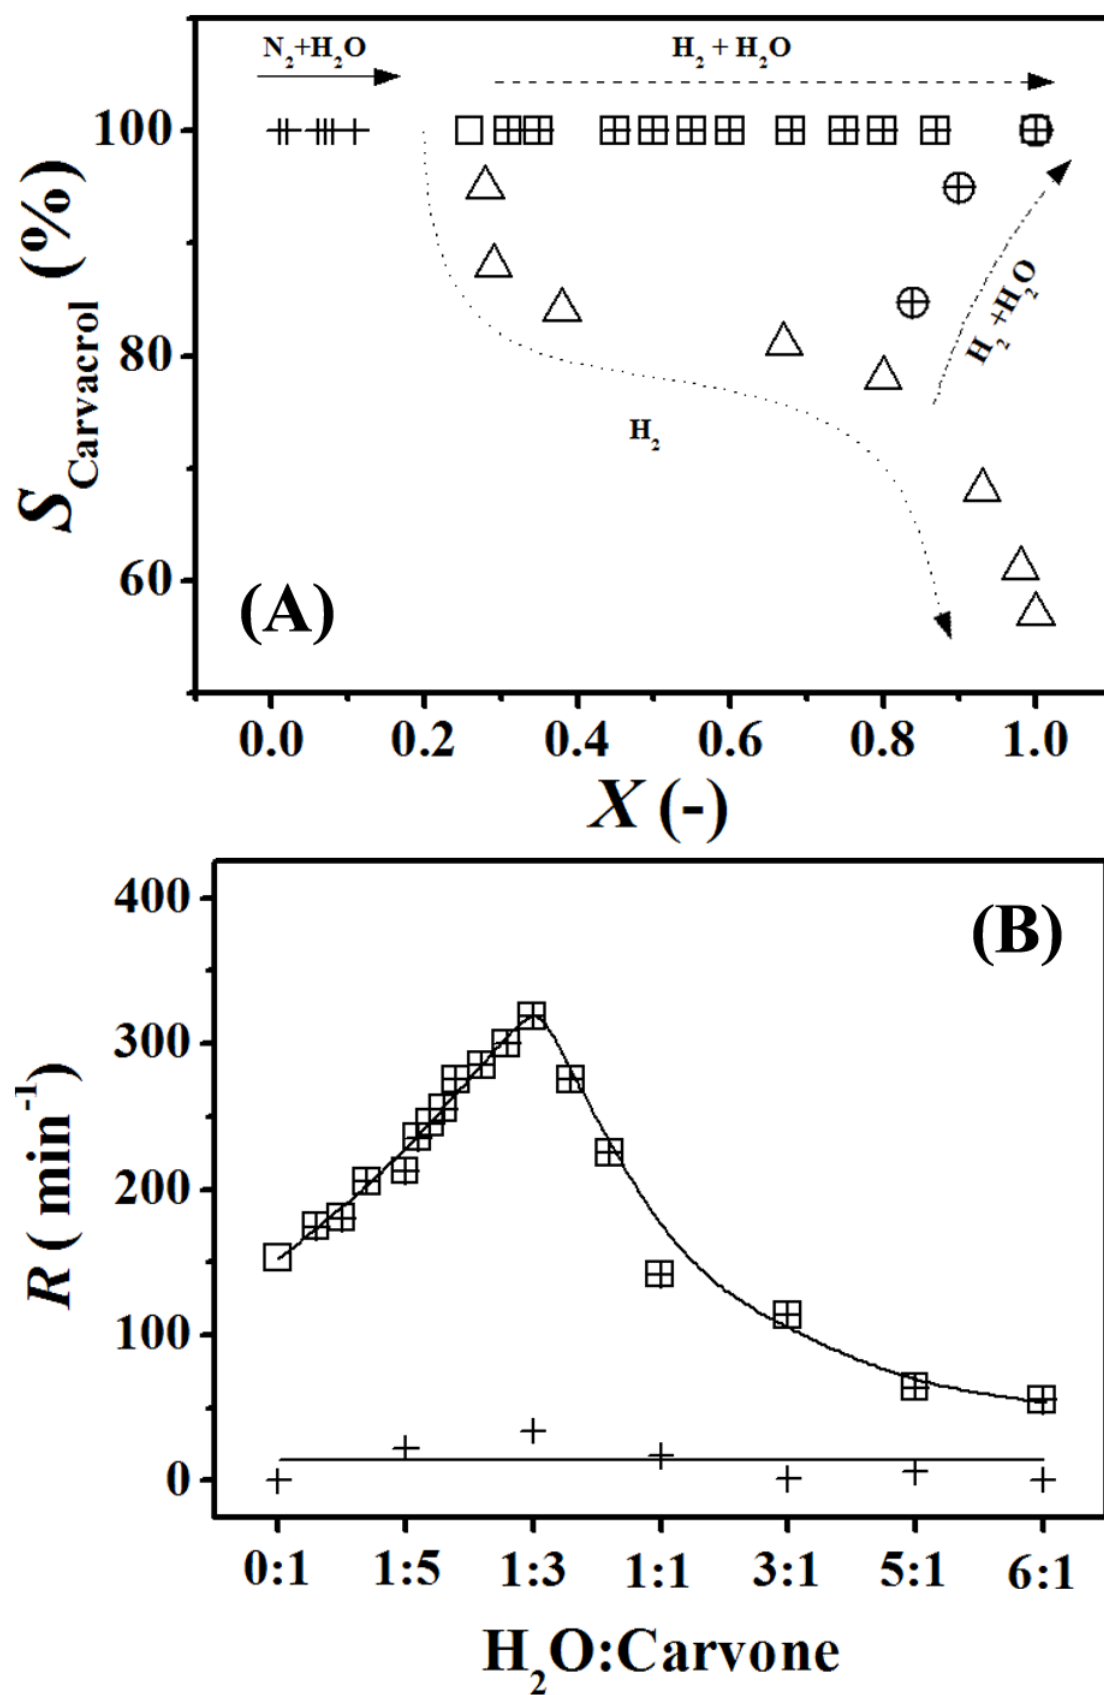 N₂+H₂O
H₂ + H₂O
100
80
60
S_Carvacrol (%)
H₂
H₂+H₂O
(A)
0.0 0.2 0.4 0.6 0.8 1.0
X (-)
(B)
400
300
200
100
0
R ( min⁻¹)
0:1 1:5 1:3 1:1 3:1 5:1 6:1
H₂O:Carvone